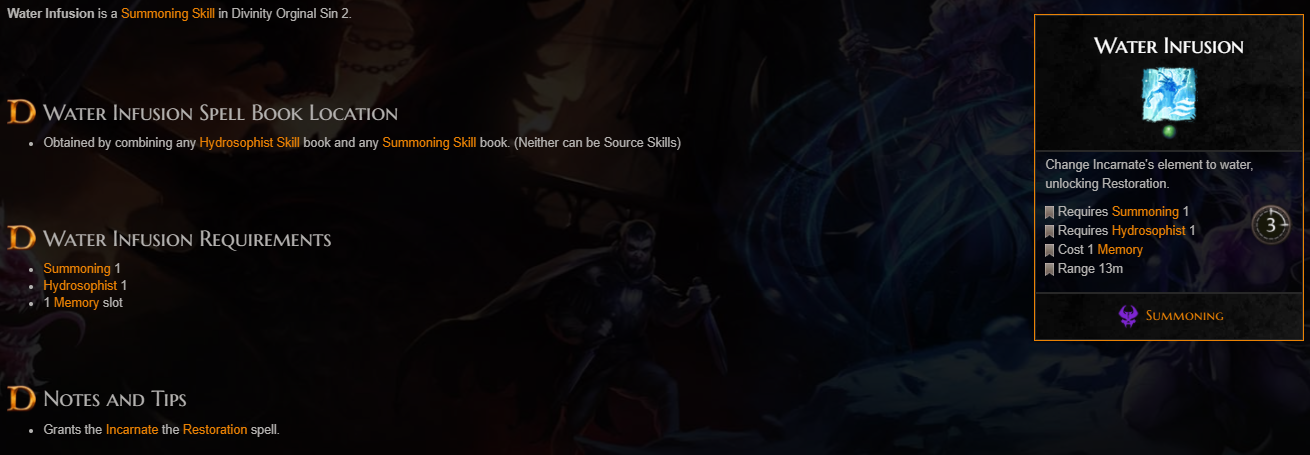 Water Infusion is a Summoning Skill in Divinity Orginal Sin 2.
D Water Infusion Spell Book Location
Obtained by combining any Hydrosophist Skill book and any Summoning Skill book. (Neither can be Source Skills)
D Water Infusion Requirements
Summoning 1
Hydrosophist 1
1 Memory slot
D Notes and Tips
Grants the Incarnate the Restoration spell.
Water Infusion
Change Incarnate's element to water,
unlocking Restoration.
Requires Summoning 1
Requires Hydrosophist 1
Cost 1 Memory
Range 13m
3
Summoning